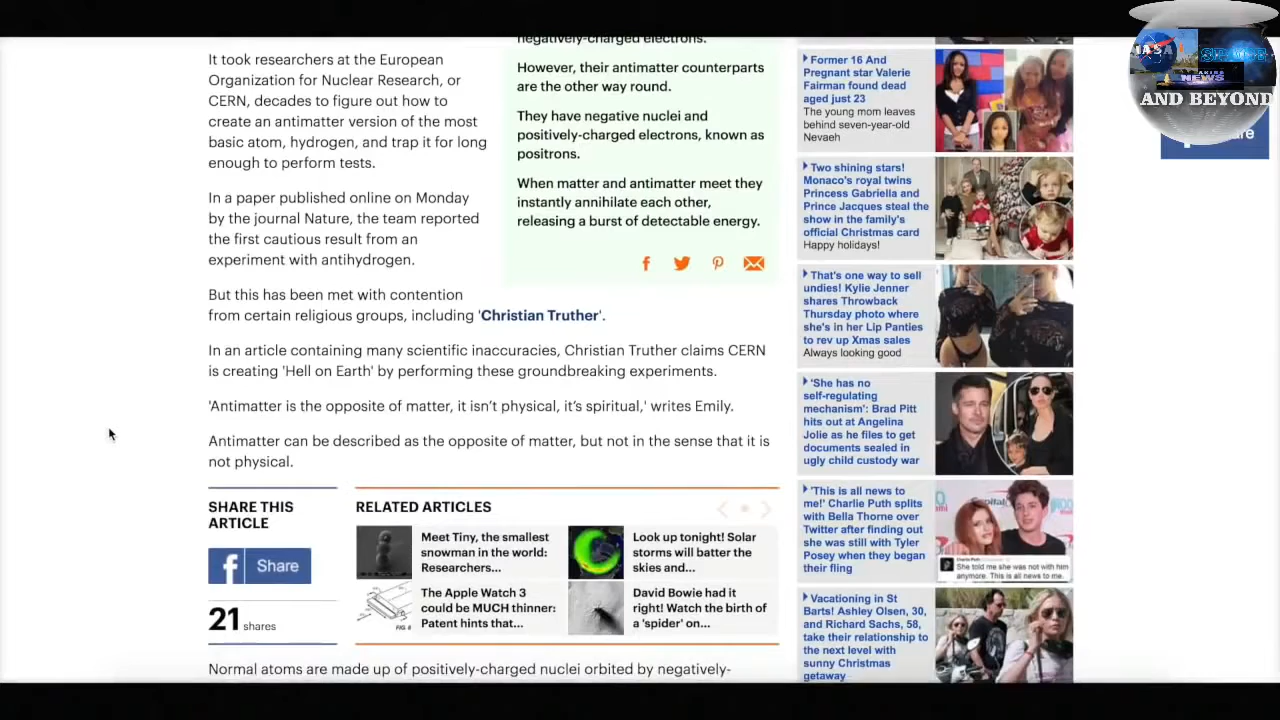 It took researchers at the European
Organization for Nuclear Research, or
CERN, decades to figure out how to
create an antimatter version of the most
basic atom, hydrogen, and trap it for long
enough to perform tests.
In a paper published online on Monday
by the journal Nature, the team reported
the first cautious result from an
experiment with antihydrogen.
But this has been met with contention
from certain religious groups, including 'Christian Truther'.
In an article containing many scientific inaccuracies, Christian Truther claims CERN
is creating 'Hell on Earth' by performing these groundbreaking experiments.
'Antimatter is the opposite of matter, it isn't physical, it's spiritual,' writes Emily.
Antimatter can be described as the opposite of matter, but not in the sense that it is
not physical.
negatively-charged electrons.
However, their antimatter counterparts
are the other way round.
They have negative nuclei and
positively-charged electrons, known as
positrons.
When matter and antimatter meet they
instantly annihilate each other,
releasing a burst of detectable energy.
SHARE THIS
ARTICLE
Share
21 shares
RELATED ARTICLES
Meet Tiny, the smallest
snowman in the world:
Researchers...
Look up tonight! Solar
storms will batter the
skies and...
The Apple Watch 3
could be MUCH thinner:
Patent hints that...
FIG. 8
David Bowie had it
right! Watch the birth of
a 'spider' on...
Normal atoms are made up of positively-charged nuclei orbited by negatively-
Former 16 And
Pregnant star Valerie
Fairman found dead
aged just 23
The young mom leaves
behind seven-year-old
Nevaeh
Two shining stars!
Monaco's royal twins
Princess Gabriella and
Prince Jacques steal the
show in the family's
official Christmas card
Happy holidays!
That's one way to sell
undies! Kylie Jenner
shares Throwback
Thursday photo where
she's in her Lip Panties
to rev up Xmas sales
Always looking good
'She has no
self-regulating
mechanism': Brad Pitt
hits out at Angelina
Jolie as he files to get
documents sealed in
ugly child custody war
'This is all news to
me!' Charlie Puth splits
with Bella Thorne over
Twitter after finding out
she was still with Tyler
Posey when they began
their fling
She told me she was not with him
anymore. This is all news to me.
Vacationing in St
Barts! Ashley Olsen, 30,
and Richard Sachs, 58,
take their relationship to
the next level with
sunny Christmas
getaway
NASA
NEWS
AND BEYOND